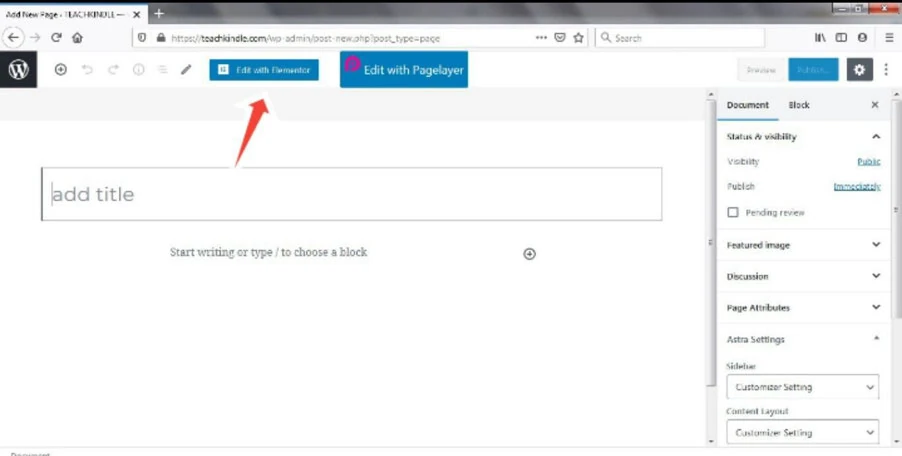 Add New Page - TEACHKINDLE —
https://teachkindle.com/wp-admin/post-new.php?post_type=page
Search
Edit with Elementor
Edit with Pagelayer
Preview
Publish...
Document
Block
Status & visibility
Visibility
Public
Publish
Immediately
Pending review
add title
Start writing or type / to choose a block
Featured image
Discussion
Page Attributes
Astra Settings
Sidebar
Customizer Setting
Content Layout
Customizer Setting
Document